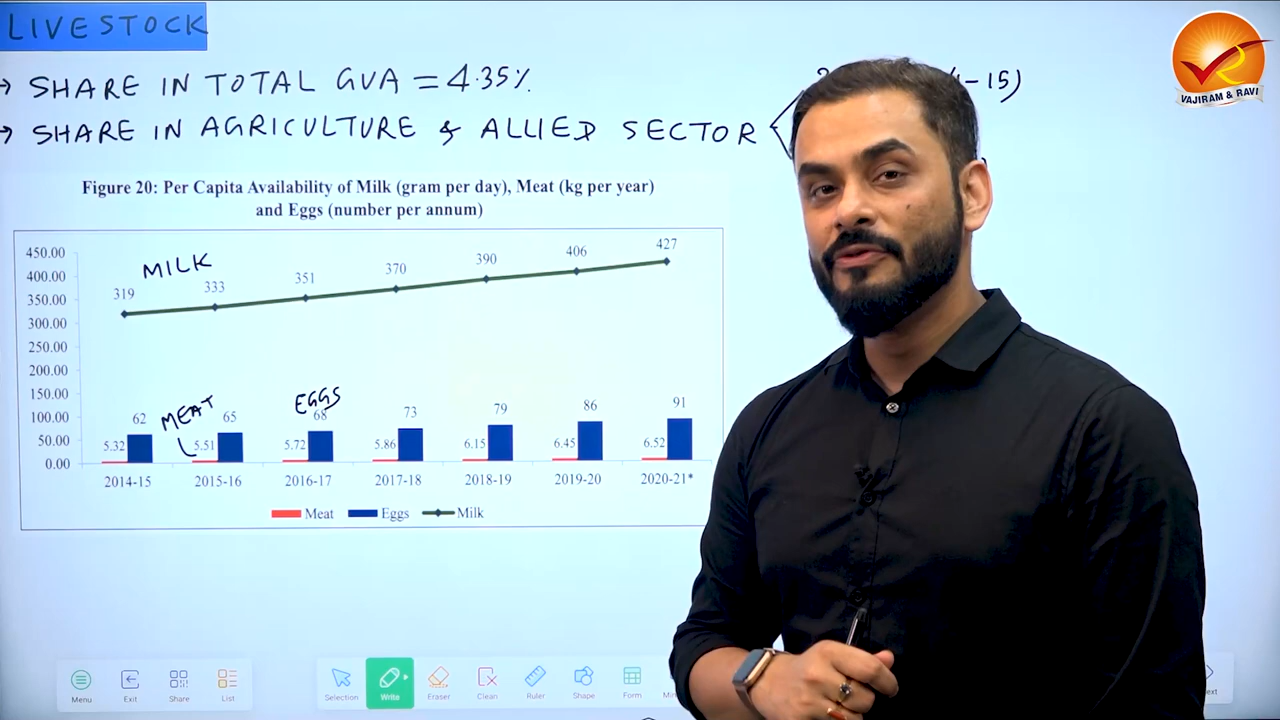 LIVESTOCK
→ SHARE IN TOTAL GVA = 4.35%
-15)
→ SHARE IN AGRICULTURE & ALLIED SECTOR
VAJIRAM & RAVI
Figure 20: Per Capita Availability of Milk (gram per day), Meat (kg per year)
and Eggs (number per annum)
450.00
400.00
350.00
300.00
250.00
200.00
150.00
100.00
50.00
0.00
MILK
319 333 351 370 390 406 427
MEAT EGGS
62 65 68 73 79 86 91
5.32 5.51 5.72 5.86 6.15 6.45 6.52
2014-15 2015-16 2016-17 2017-18 2018-19 2019-20 2020-21*
Meat Eggs Milk
Menu Exit Share List Selection Write Eraser Clean Ruler Shape Form